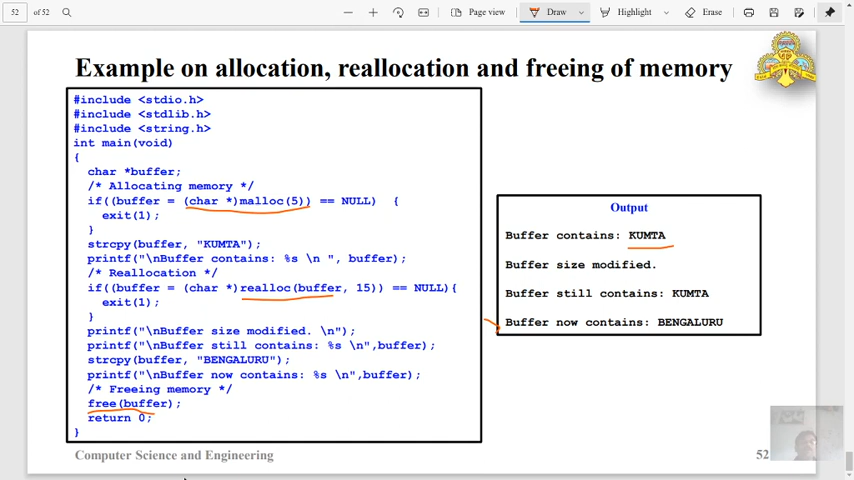 52 of 52 Page view Draw Highlight Erase
Example on allocation, reallocation and freeing of memory
#include <stdio.h>
#include <stdlib.h>
#include <string.h>
int main(void)
{
char *buffer;
/* Allocating memory */
if((buffer = (char *)malloc(5)) == NULL) {
exit(1);
}
strcpy(buffer, "KUMTA");
printf("\nBuffer contains: %s \n ", buffer);
/* Reallocation */
if((buffer = (char *)realloc(buffer, 15)) == NULL){
exit(1);
}
printf("\nBuffer size modified. \n");
printf("\nBuffer still contains: %s \n",buffer);
strcpy(buffer, "BENGALURU");
printf("\nBuffer now contains: %s \n",buffer);
/* Freeing memory */
free(buffer);
return 0;
}
Output
Buffer contains: KUMTA
Buffer size modified.
Buffer still contains: KUMTA
Buffer now contains: BENGALURU
Computer Science and Engineering
52